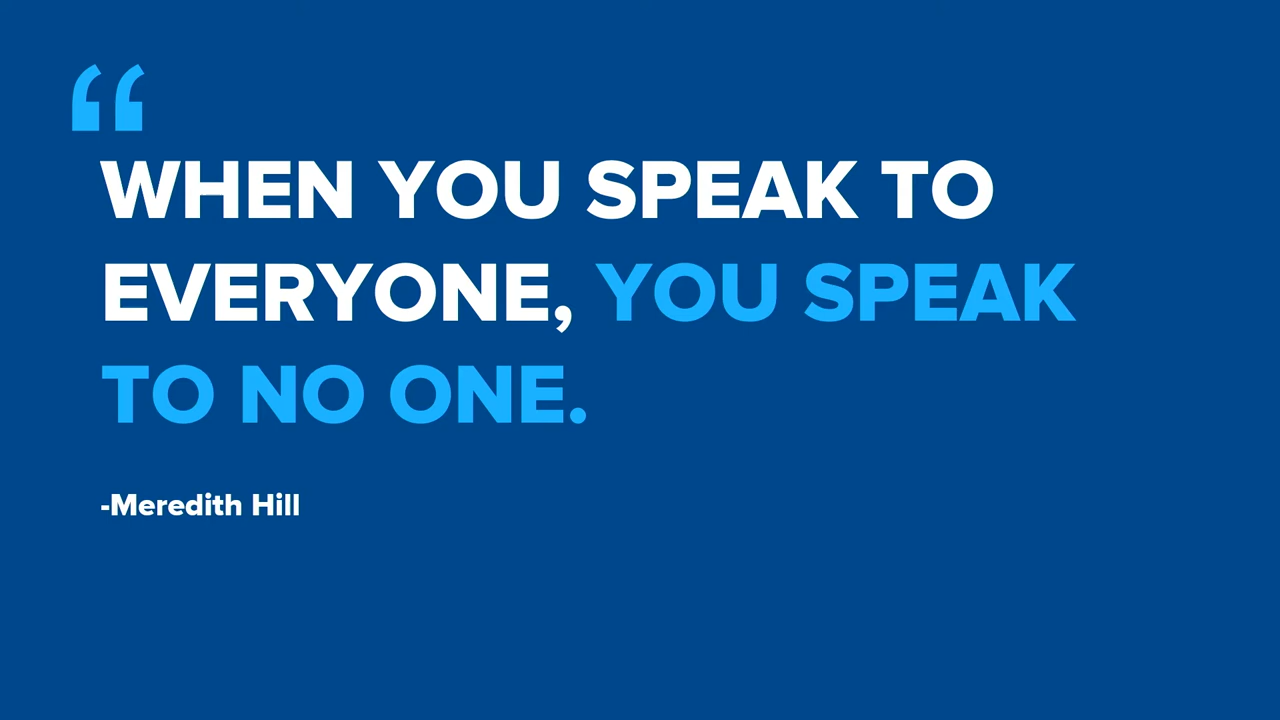 “
WHEN YOU SPEAK TO
EVERYONE, YOU SPEAK
TO NO ONE.
-Meredith Hill